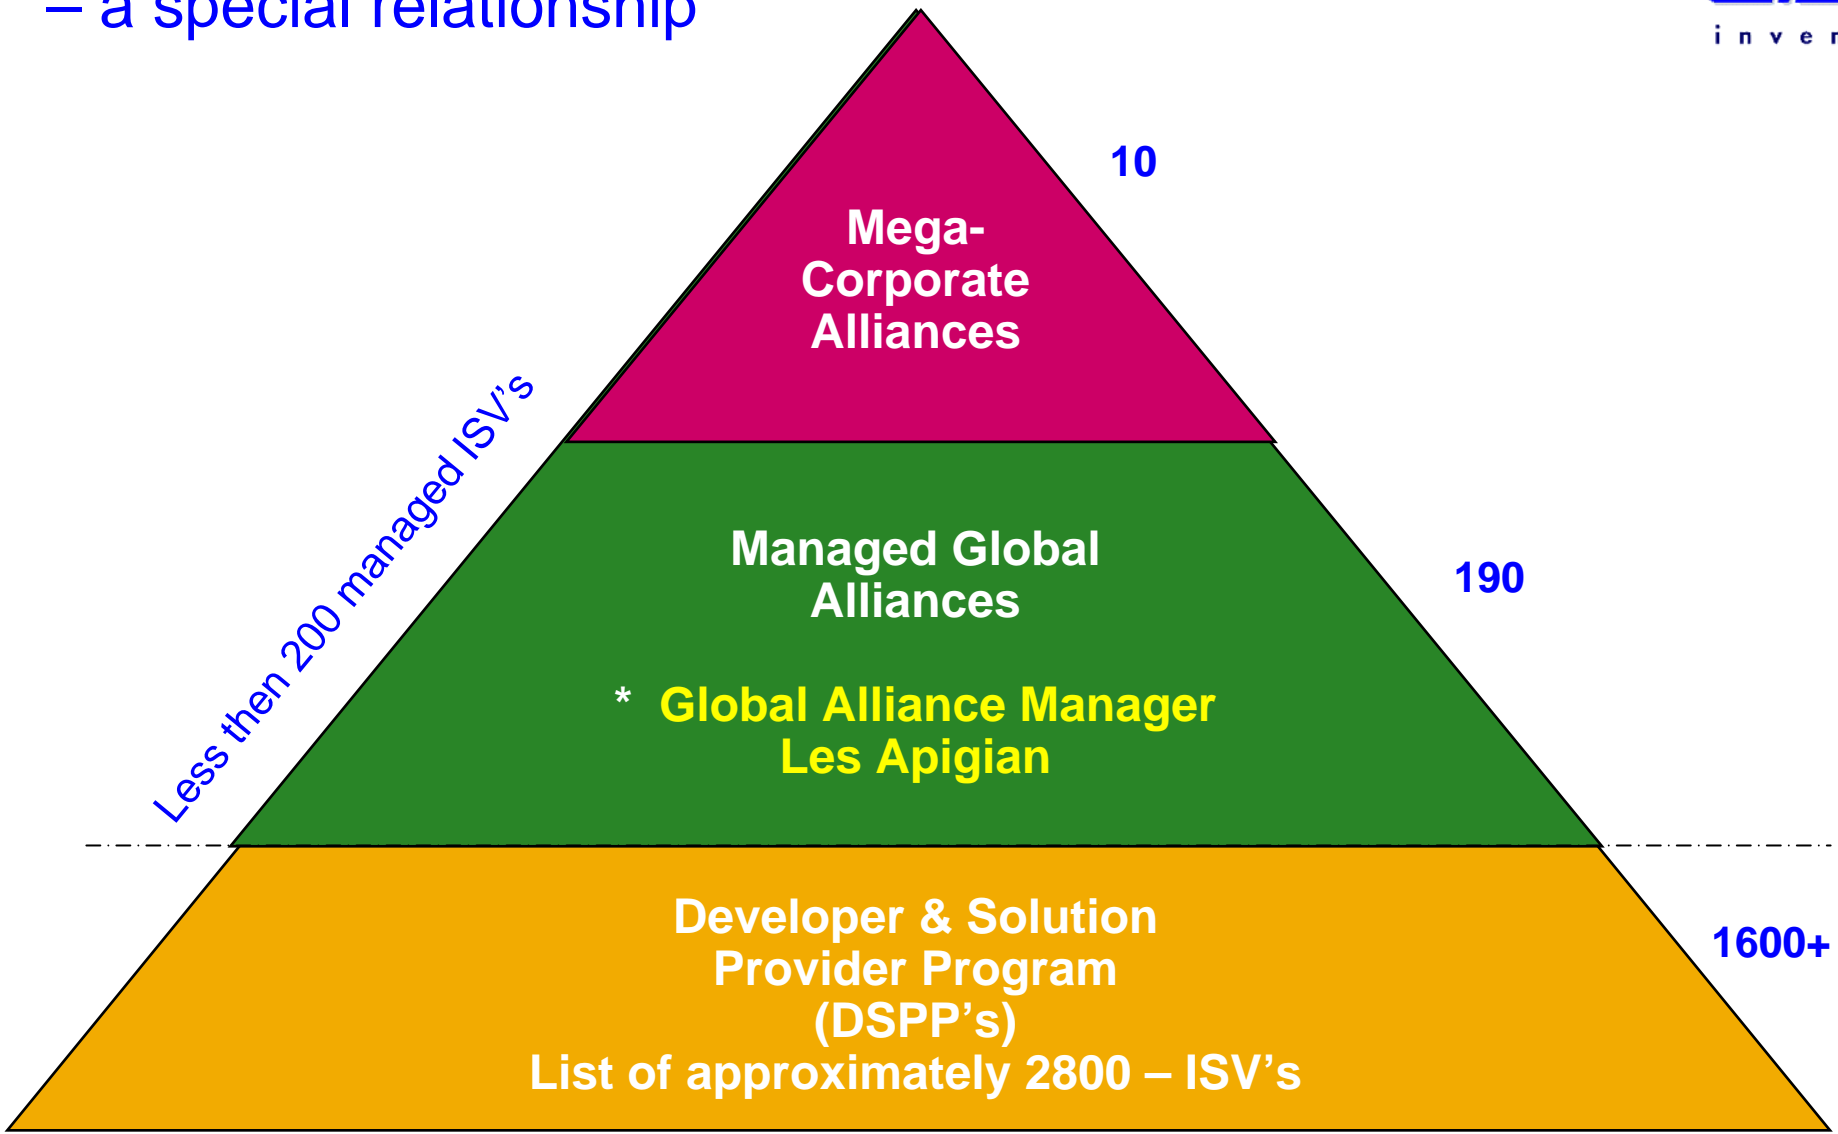 – a special relationship
10
Mega-
Corporate
Alliances
Less then 200 managed ISV’s
Managed Global
Alliances
190
* Global Alliance Manager
Les Apigian
Developer & Solution
Provider Program
(DSPP’s)
List of approximately 2800 – ISV’s
1600+